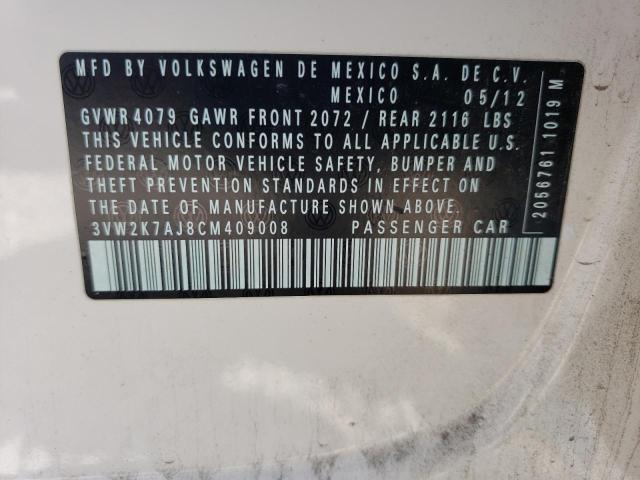 MFD BY VOLKSWAGEN DE MEXICO S.A. DE C.V.
MEXICO 05/12
GVWR 4079 GAWR FRONT 2072 / REAR 2116 LBS
THIS VEHICLE CONFORMS TO ALL APPLICABLE U.S.
FEDERAL MOTOR VEHICLE SAFETY, BUMPER AND
THEFT PREVENTION STANDARDS IN EFFECT ON
THE DATE OF MANUFACTURE SHOWN ABOVE.
3VW2K7AJ8CM409008 PASSENGER CAR
2056761 1019 M